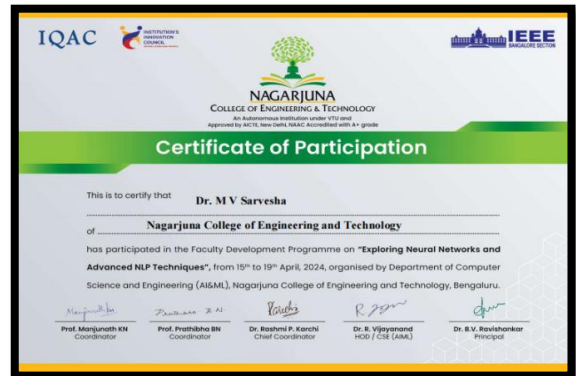 IQAC
INSTITUTION'S
INNOVATION
COUNCIL
IEEE
BANGALORE SECTION
NAGARJUNA
COLLEGE OF ENGINEERING & TECHNOLOGY
An Autonomous Institution under VTU and
Approved by AICTE, New Delhi, NAAC Accredited with A+ grade
Certificate of Participation
This is to certify that Dr. M V Sarvesha
of Nagarjuna College of Engineering and Technology
has participated in the Faculty Development Programme on "Exploring Neural Networks and
Advanced NLP Techniques", from 15th to 19th April, 2024, organised by Department of Computer
Science and Engineering (AI&ML), Nagarjuna College of Engineering and Technology, Bengaluru.
Prof. Manjunath KN Prof. Prathibha BN Dr. Rashmi P. Karchi Dr. R. Vijayanand Dr. B.V. Ravishankar
Coordinator Coordinator Chief Coordinator HOD / CSE (AIML) Principal